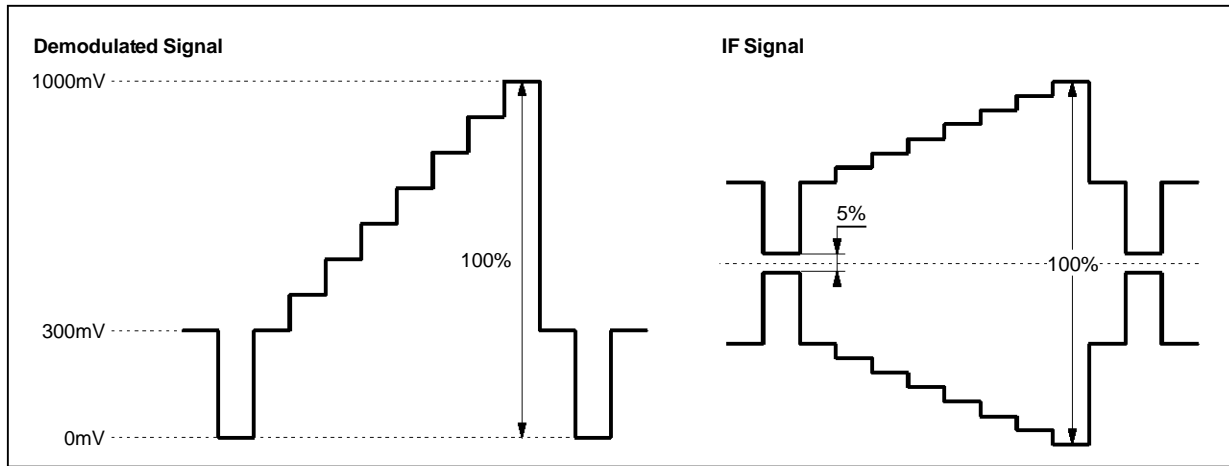 Demodulated Signal
1000mV
300mV
0mV
100%
IF Signal
5%
100%